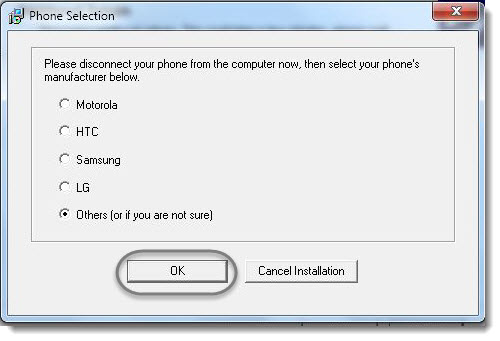 Phone Selection
Please disconnect your phone from the computer now, then select your phone's
manufacturer below.
Motorola
HTC
Samsung
LG
Others (or if you are not sure)
OK
Cancel Installation